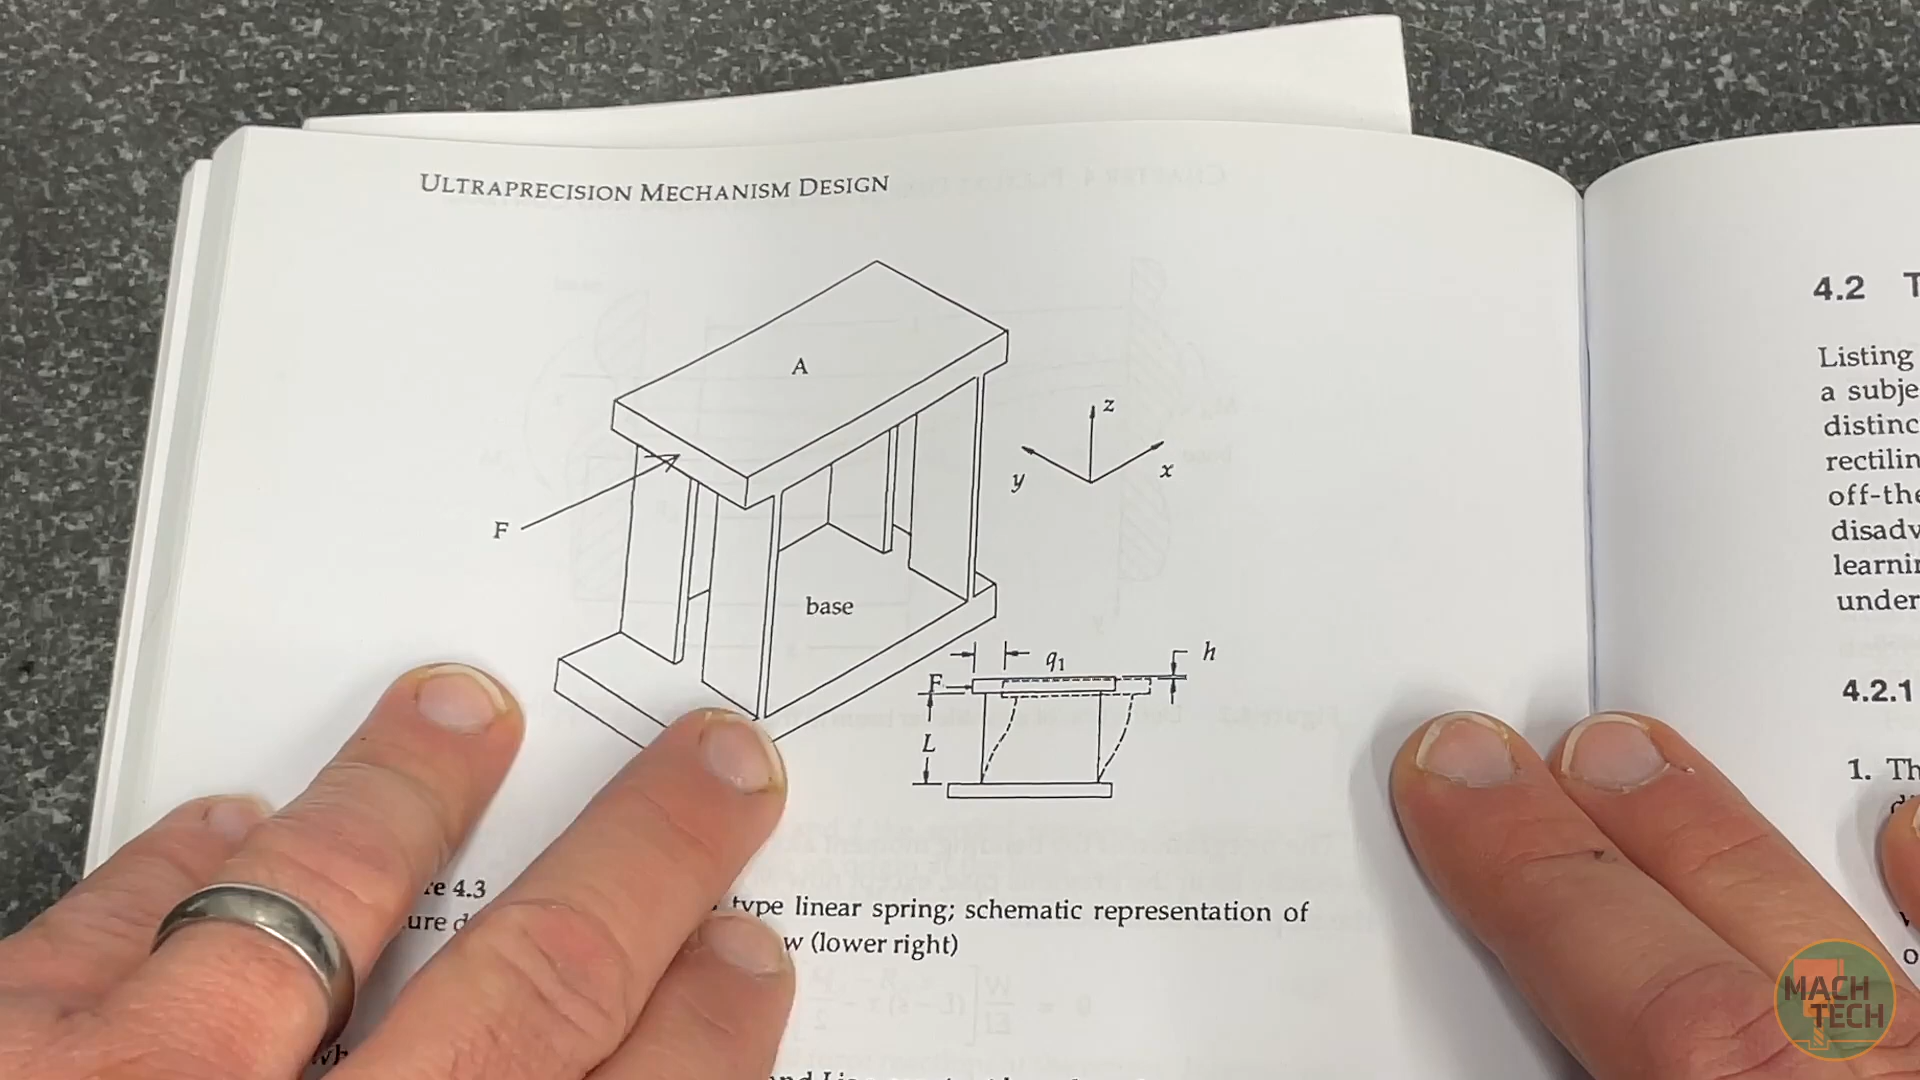 ULTRAPRECISION MECHANISM DESIGN
A
z
y
x
F
base
q1
h
F
L
re 4.3
type linear spring; schematic representation of
ure
w (lower right)
4.2
Listing
a subje
distinc
rectilin
off-the
disadv
learnin
under
4.2.1
1. Th
MACH
TECH